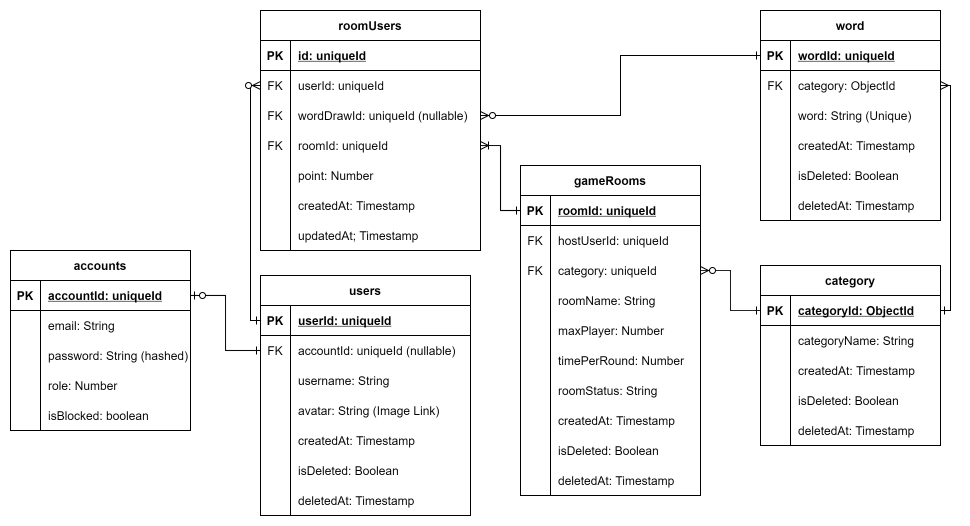 roomUsers
PK id: uniqueId
FK userId: uniqueId
FK wordDrawId: uniqueId (nullable)
FK roomId: uniqueId
point: Number
createdAt: Timestamp
updatedAt; Timestamp
word
PK wordId: uniqueId
FK category: ObjectId
word: String (Unique)
createdAt: Timestamp
isDeleted: Boolean
deletedAt: Timestamp
gameRooms
PK roomId: uniqueId
FK hostUserId: uniqueId
FK category: uniqueId
roomName: String
maxPlayer: Number
timePerRound: Number
roomStatus: String
createdAt: Timestamp
isDeleted: Boolean
deletedAt: Timestamp
accounts
PK accountId: uniqueId
email: String
password: String (hashed)
role: Number
isBlocked: boolean
users
PK userId: uniqueId
FK accountId: uniqueId (nullable)
username: String
avatar: String (Image Link)
createdAt: Timestamp
isDeleted: Boolean
deletedAt: Timestamp
category
PK categoryId: ObjectId
categoryName: String
createdAt: Timestamp
isDeleted: Boolean
deletedAt: Timestamp